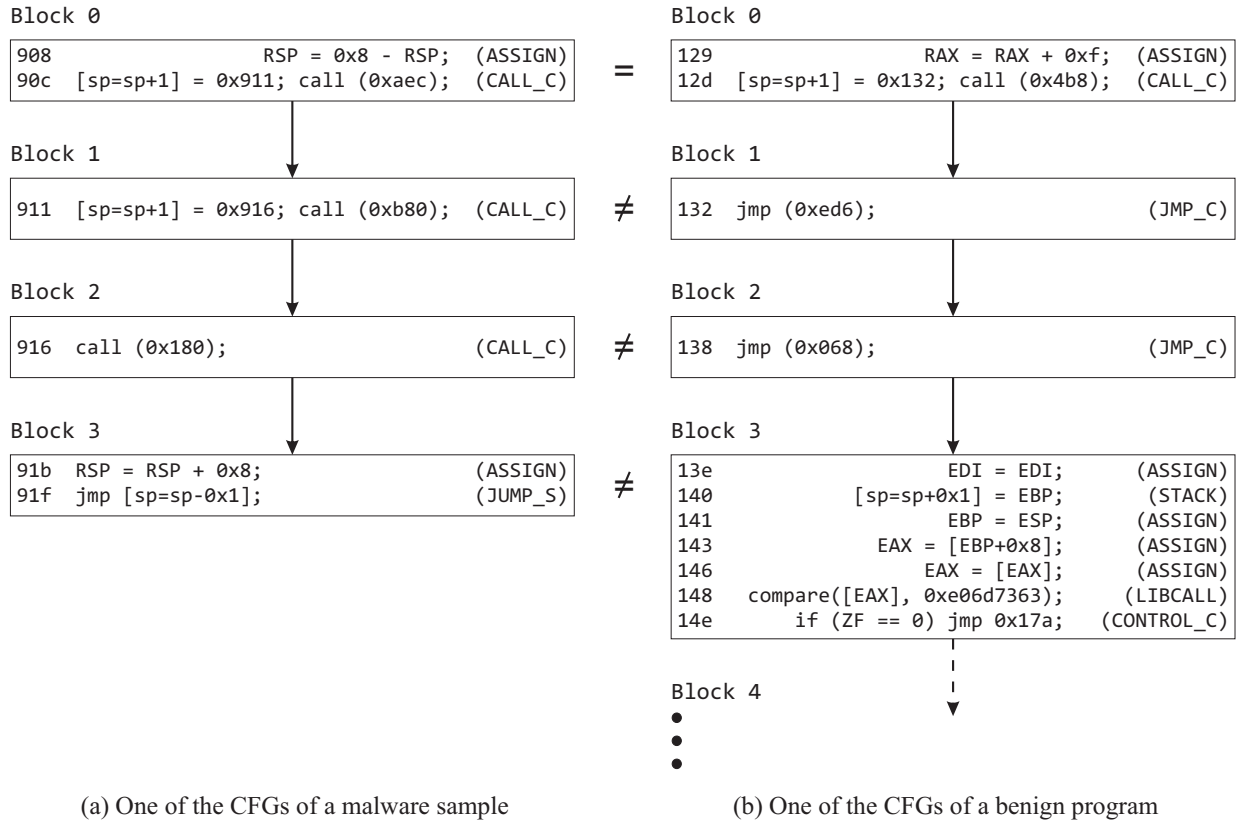 Block 0
908 RSP = 0x8 - RSP; (ASSIGN)
90c [sp=sp+1] = 0x911; call (0xaec); (CALL_C)
Block 1
911 [sp=sp+1] = 0x916; call (0xb80); (CALL_C)
Block 2
916 call (0x180); (CALL_C)
Block 3
91b RSP = RSP + 0x8; (ASSIGN)
91f jmp [sp=sp-0x1]; (JUMP_S)
(a) One of the CFGs of a malware sample
=
≠
≠
≠
Block 0
129 RAX = RAX + 0xf; (ASSIGN)
12d [sp=sp+1] = 0x132; call (0x4b8); (CALL_C)
Block 1
132 jmp (0xed6); (JMP_C)
Block 2
138 jmp (0x068); (JMP_C)
Block 3
13e EDI = EDI; (ASSIGN)
140 [sp=sp+0x1] = EBP; (STACK)
141 EBP = ESP; (ASSIGN)
143 EAX = [EBP+0x8]; (ASSIGN)
146 EAX = [EAX]; (ASSIGN)
148 compare([EAX], 0xe06d7363); (LIBCALL)
14e if (ZF == 0) jmp 0x17a; (CONTROL_C)
Block 4
(b) One of the CFGs of a benign program